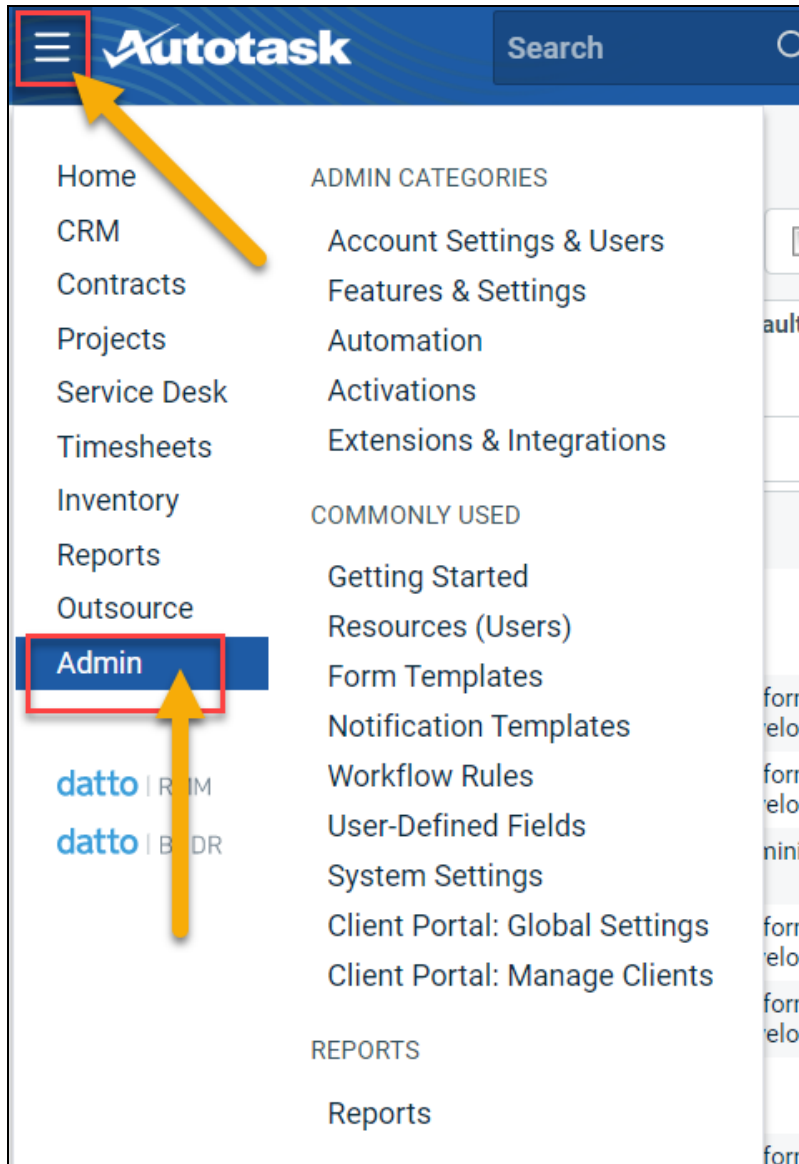 Autotask
Search
Home
CRM
Contracts
Projects
Service Desk
Timesheets
Inventory
Reports
Outsource
Admin
datto
datto
ADMIN CATEGORIES
Account Settings & Users
Features & Settings
Automation
Activations
Extensions & Integrations
COMMONLY USED
Getting Started
Resources (Users)
Form Templates
Notification Templates
Workflow Rules
User-Defined Fields
System Settings
Client Portal: Global Settings
Client Portal: Manage Clients
REPORTS
Reports